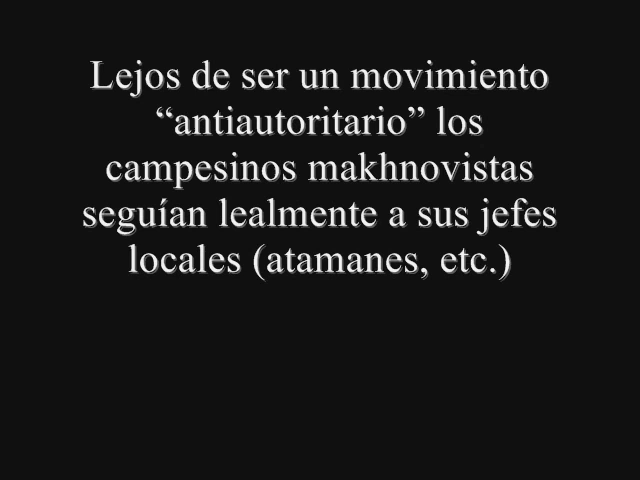 Lejos de ser un movimiento
“antiautoritario” los
campesinos makhnovistas
seguían lealmente a sus jefes
locales (atamanes, etc.)